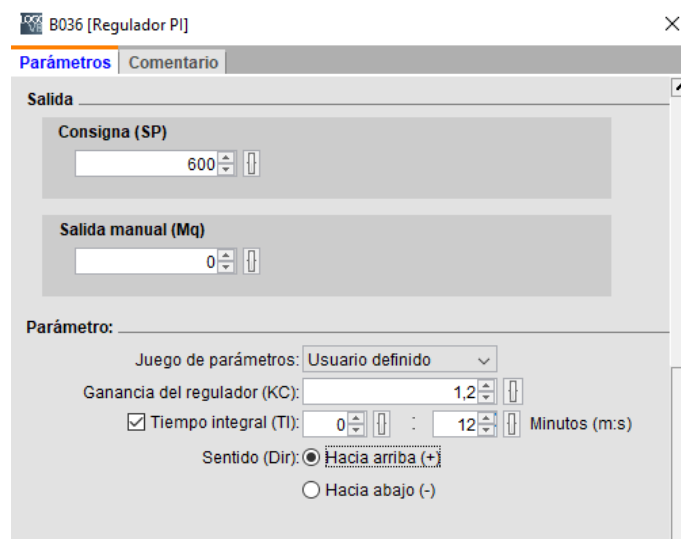 B036 [Regulador PI]
Parámetros Comentario
Salida
Consigna (SP)
600
Salida manual (Mq)
0
Parámetro:
Juego de parámetros: Usuario definido
Ganancia del regulador (KC): 1,2
Tiempo integral (TI): 0 : 12 Minutos (m:s)
Sentido (Dir): Hacia arriba (+)
Hacia abajo (-)